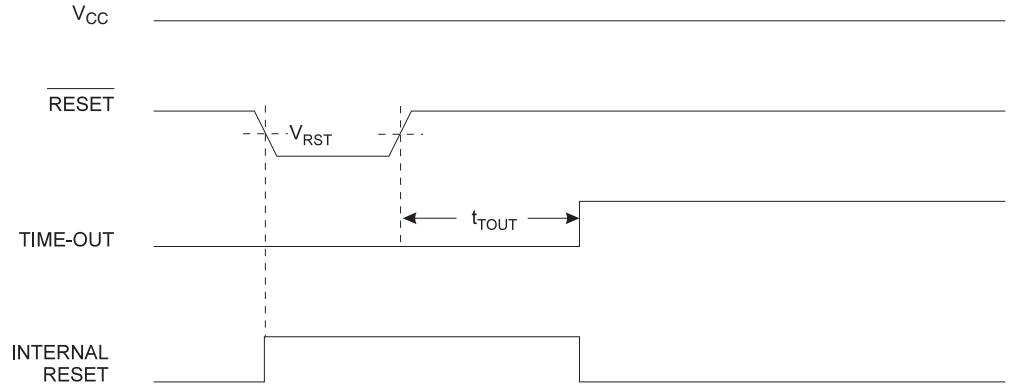 VCC
RESET
VRST
tTOUT
TIME-OUT
INTERNAL
RESET